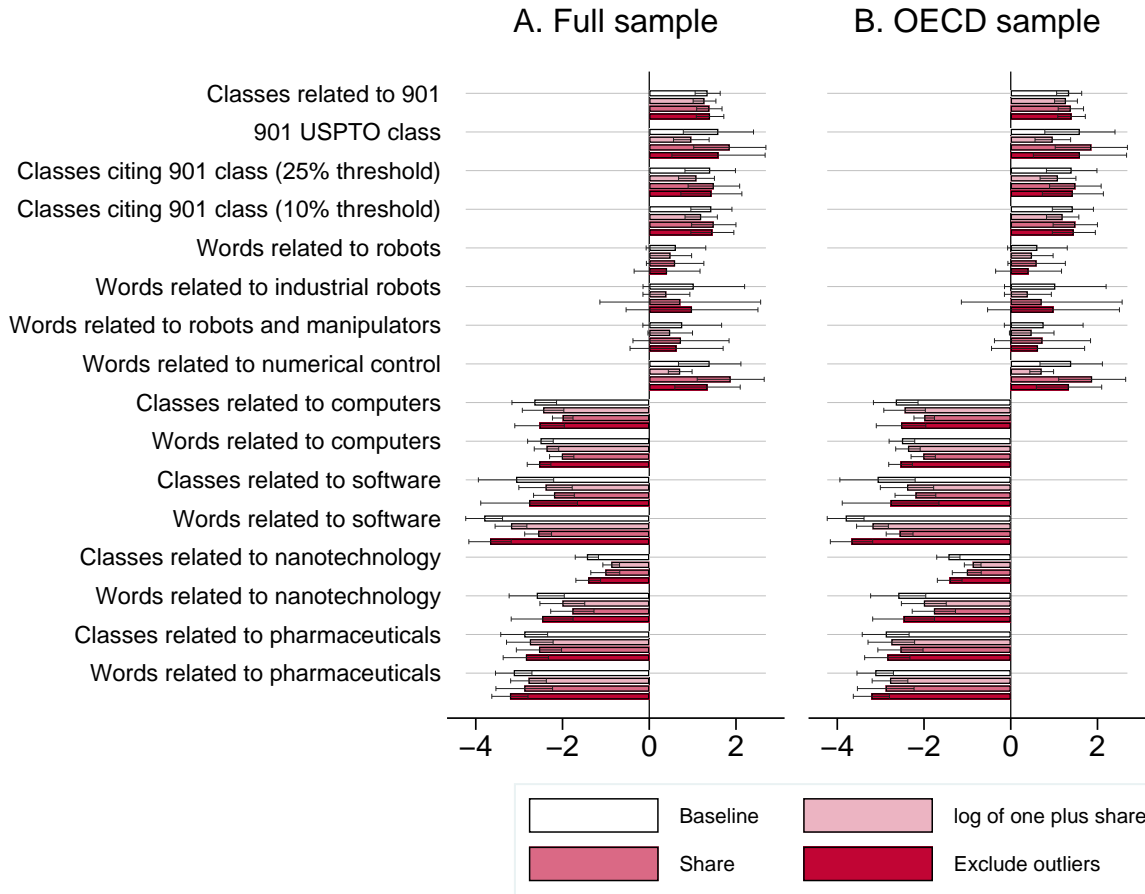 A. Full sample
B. OECD sample
Classes related to 901
901 USPTO class
Classes citing 901 class (25% threshold)
Classes citing 901 class (10% threshold)
Words related to robots
Words related to industrial robots
Words related to robots and manipulators
Words related to numerical control
Classes related to computers
Words related to computers
Classes related to software
Words related to software
Classes related to nanotechnology
Words related to nanotechnology
Classes related to pharmaceuticals
Words related to pharmaceuticals
−4 −2 0 2
−4 −2 0 2
Baseline
log of one plus share
Share
Exclude outliers